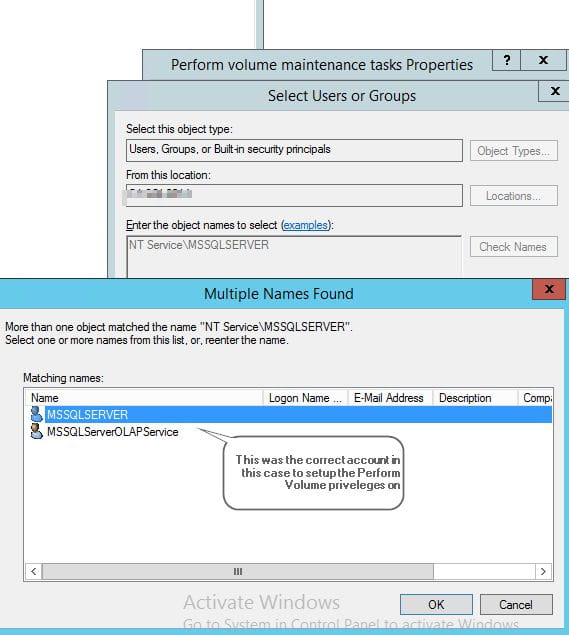 Perform volume maintenance tasks Properties
? x
Select Users or Groups
x
Select this object type:
Users, Groups, or Built-in security principals
Object Types...
From this location:
Locations...
Enter the object names to select (examples):
NT Service\MSSQLSERVER
Check Names
Multiple Names Found
x
More than one object matched the name "NT Service\MSSQLSERVER".
Select one or more names from this list, or, reenter the name.
Matching names:
Name Logon Name ... E-Mail Address Description Compa
MSSQLSERVER
MSSQLServerOLAPService
This was the correct account in
this case to setup the Perform
Volume priveleges on
Activate Windows
OK Cancel
Go to System in Control Panel to activate Windows.